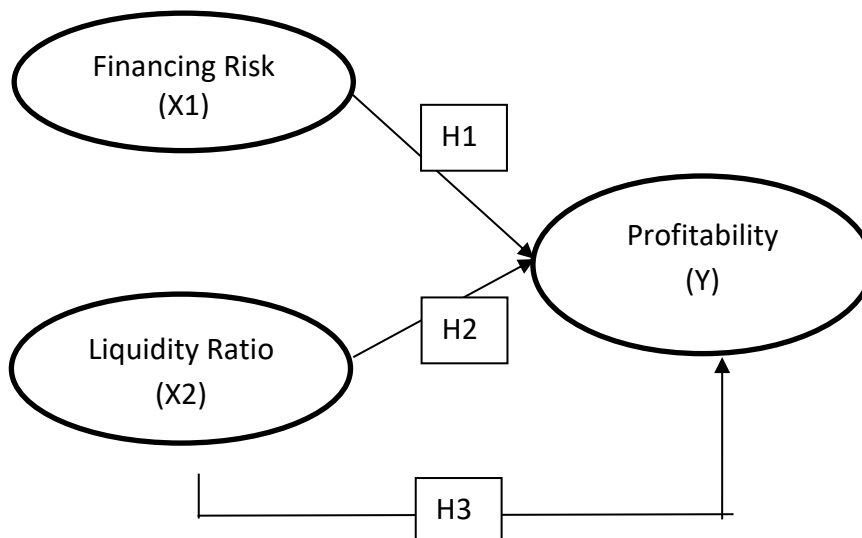 Financing Risk
(X1)
H1
Profitability
(Y)
H2
Liquidity Ratio
(X2)
H3